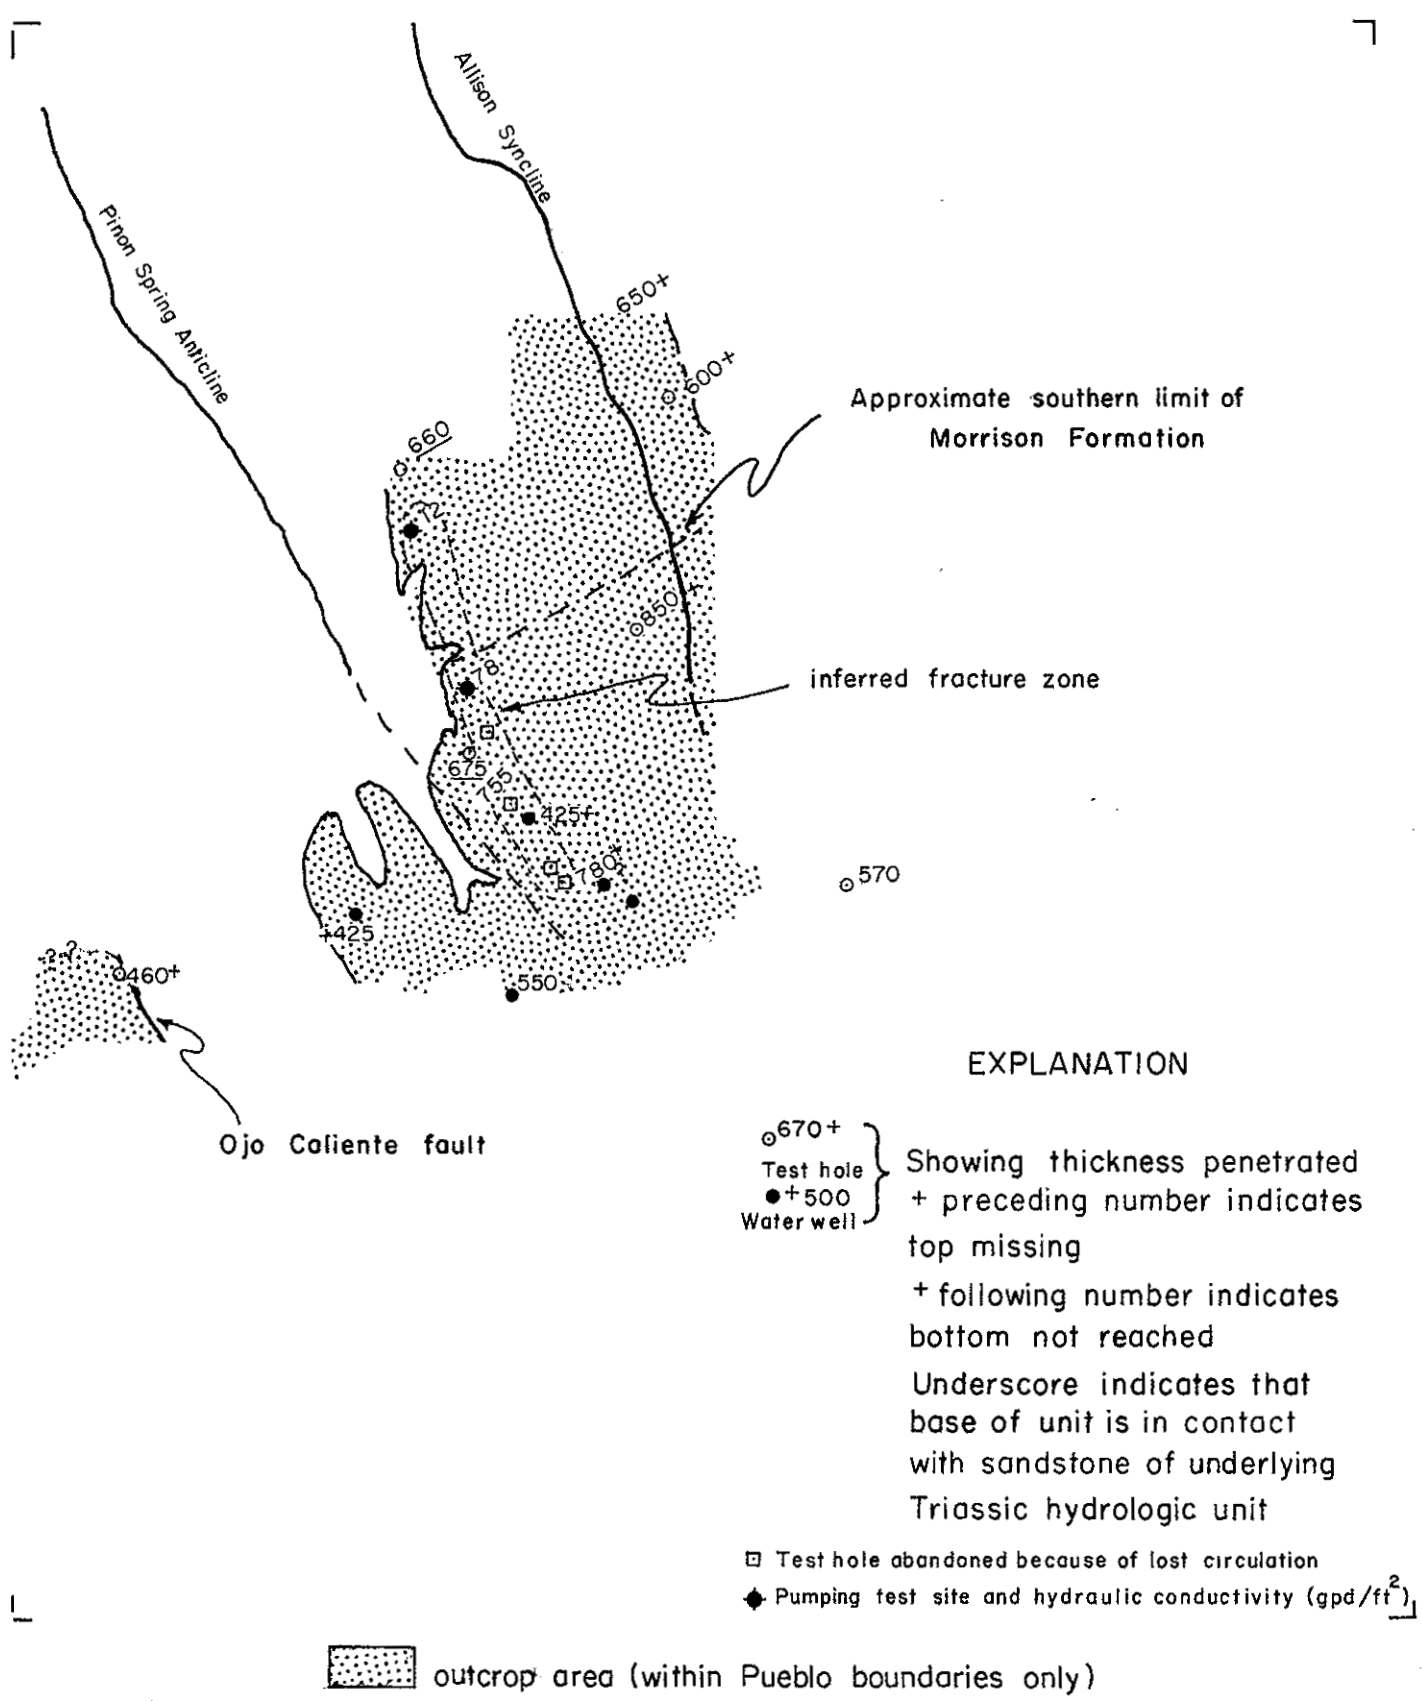 Allison Syncline
Pinon Spring Anticline
650+
600+
Approximate southern limit of
Morrison Formation
660
12
850+
78
inferred fracture zone
675
755
425+
780+
?
570
+425
?-?
460+
550
EXPLANATION
Ojo Caliente fault
670+
Test hole
+500
Water well
Showing thickness penetrated
+ preceding number indicates
top missing
+ following number indicates
bottom not reached
Underscore indicates that
base of unit is in contact
with sandstone of underlying
Triassic hydrologic unit
Test hole abandoned because of lost circulation
Pumping test site and hydraulic conductivity (gpd/ft²)
outcrop area (within Pueblo boundaries only)